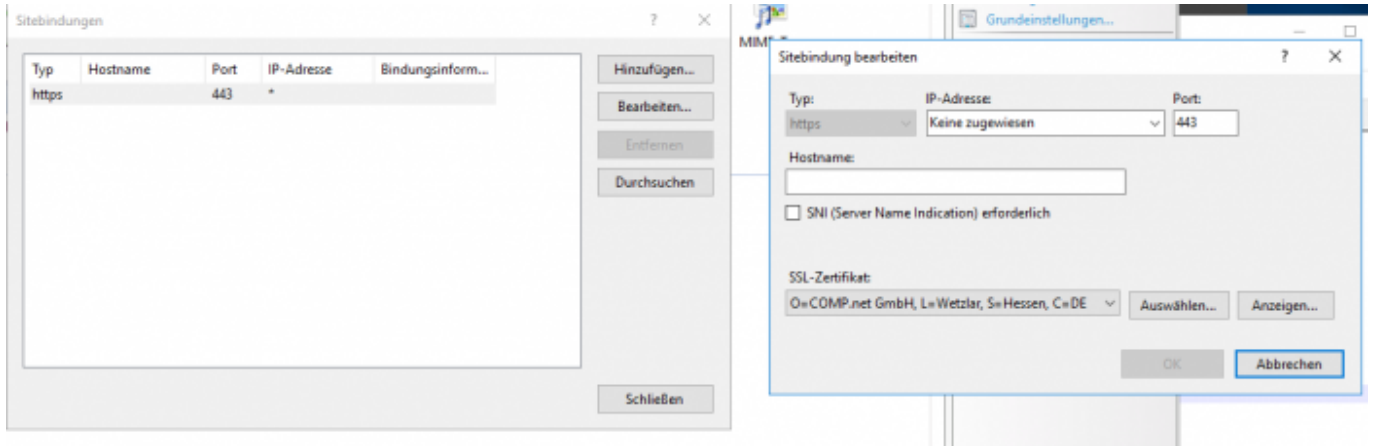 Sitebindungen
Typ Hostname Port IP-Adresse Bindungsinform...
https 443 *
Hinzufügen...
Bearbeiten...
Entfernen
Durchsuchen
Schließen
Grundeinstellungen...
Sitebindung bearbeiten
Typ: IP-Adresse: Port:
https Keine zugewiesen 443
Hostname:
SNI (Server Name Indication) erforderlich
SSL-Zertifikat:
O=COMP.net GmbH, L=Wetzlar, S=Hessen, C=DE Auswählen... Anzeigen...
OK Abbrechen